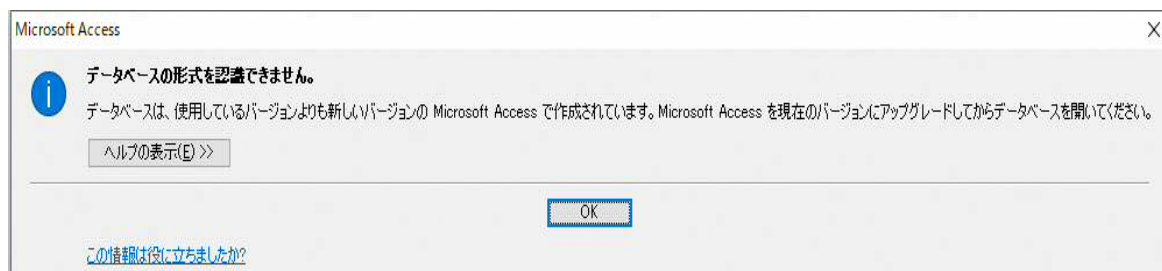 Microsoft Access
データベースの形式を認識できません。
データベースは、使用しているバージョンよりも新しいバージョンの Microsoft Access で作成されています。Microsoft Access を現在のバージョンにアップグレードしてからデータベースを開いてください。
ヘルプの表示(E) >>
OK
この情報は役に立ちましたか?